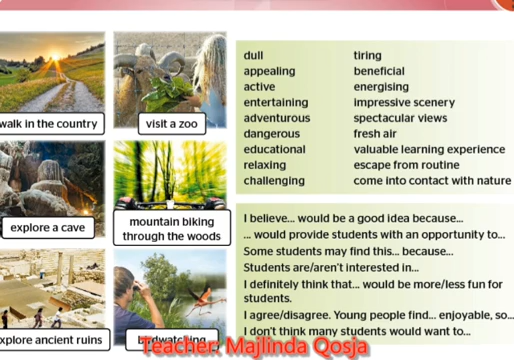 walk in the country
visit a zoo
explore a cave
mountain biking
through the woods
explore ancient ruins
birdwatching
dull
tiring
appealing
beneficial
active
energising
entertaining
impressive scenery
adventurous
spectacular views
dangerous
fresh air
educational
valuable learning experience
relaxing
escape from routine
challenging
come into contact with nature
I believe... would be a good idea because...
... would provide students with an opportunity to...
Some students may find this... because...
Students are/aren't interested in...
I definitely think that... would be more/less fun for
students.
I agree/disagree. Young people find... enjoyable, so...
I don't think many students would want to...
Teacher: Majlinda Qosja